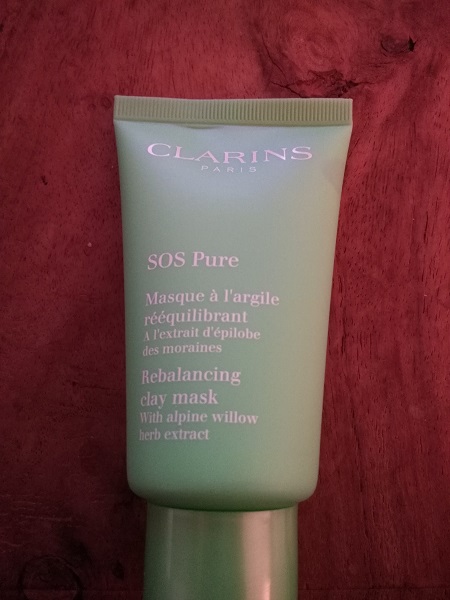 CLARINS
PARIS
SOS Pure
Masque à l'argile
rééquilibrant
A l'extrait d'épilobe
des moraines
Rebalancing
clay mask
With alpine willow
herb extract